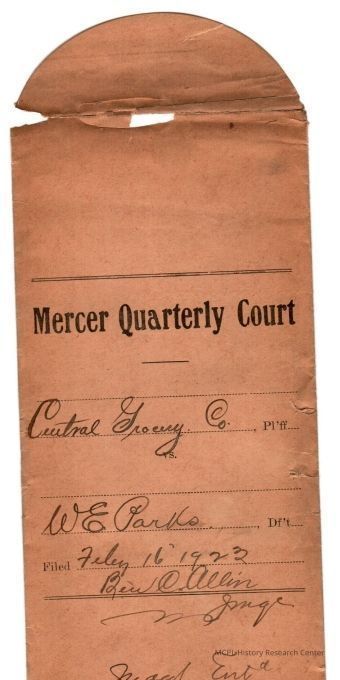 Mercer Quarterly Court
Central Grocery Co. , Pl'ff
vs.
W E Parks. , Df't
Filed Feby 16" 1923
Ben C. Allin
Judge
MCPL History Research Center